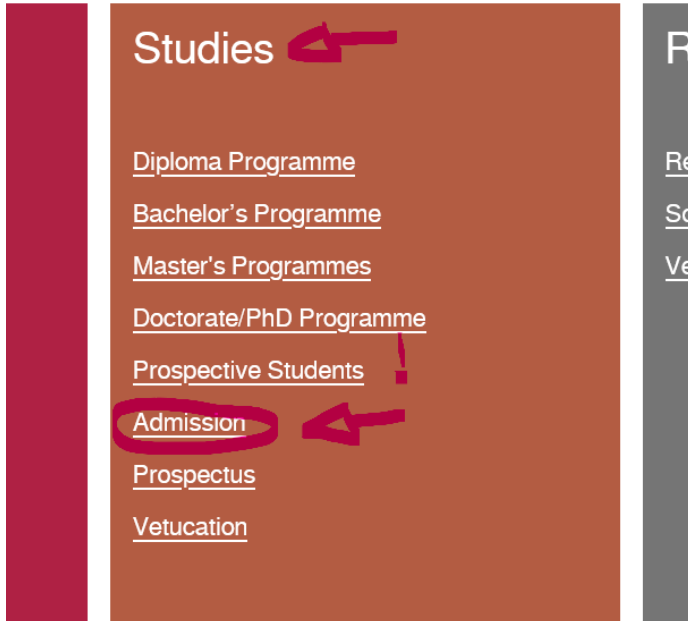 Studies
Diploma Programme
Bachelor’s Programme
Master's Programmes
Doctorate/PhD Programme
Prospective Students
!
Admission
Prospectus
Vetucation